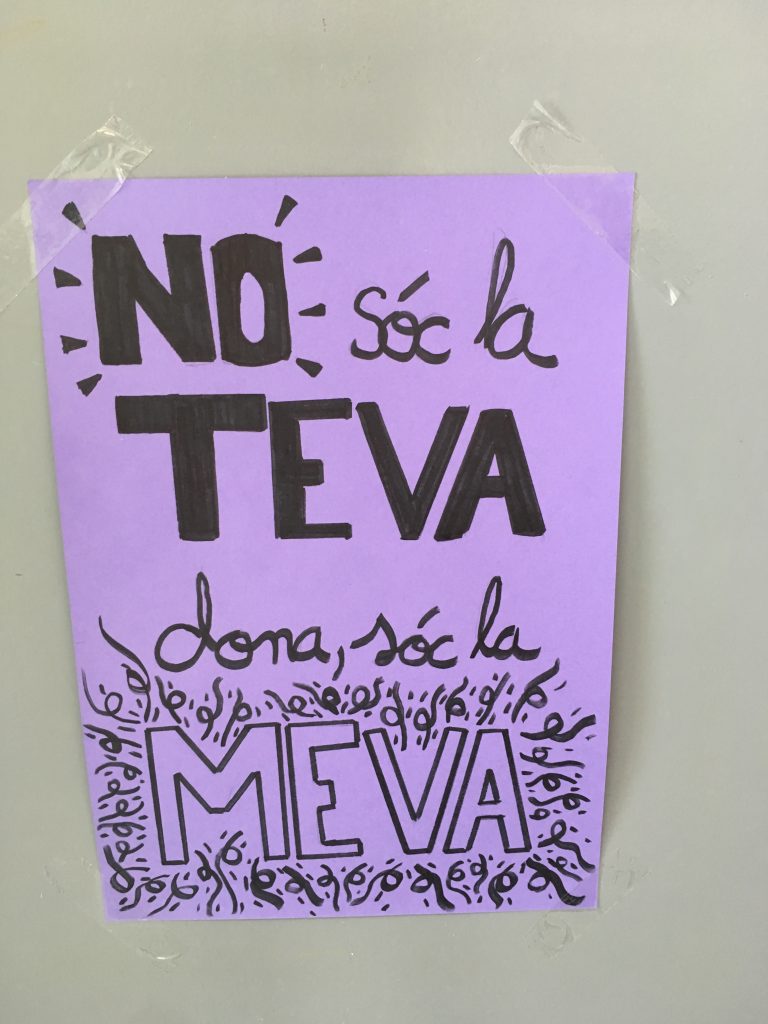 NO sóc la
TEVA
dona, sóc la
MEVA